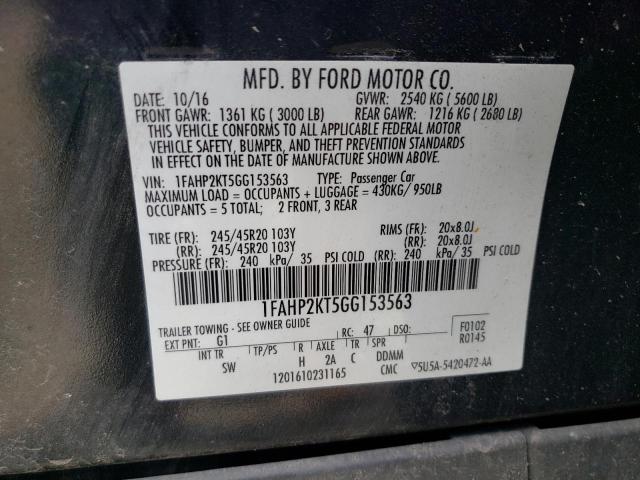 MFD. BY FORD MOTOR CO.
DATE: 10/16 GVWR: 2540 KG ( 5600 LB)
FRONT GAWR: 1361 KG ( 3000 LB) REAR GAWR: 1216 KG ( 2680 LB)
THIS VEHICLE CONFORMS TO ALL APPLICABLE FEDERAL MOTOR
VEHICLE SAFETY, BUMPER, AND THEFT PREVENTION STANDARDS
IN EFFECT ON THE DATE OF MANUFACTURE SHOWN ABOVE.
VIN: 1FAHP2KT5GG153563 TYPE: Passenger Car
MAXIMUM LOAD = OCCUPANTS + LUGGAGE = 430KG/ 950LB
OCCUPANTS = 5 TOTAL; 2 FRONT, 3 REAR
TIRE (FR): 245/45R20 103Y RIMS (FR): 20x8.0J
(RR): 245/45R20 103Y (RR): 20x8.0J
PRESSURE (FR): 240 kPa/ 35 PSI COLD (RR): 240 kPa/ 35 PSI COLD
1FAHP2KT5GG153563
TRAILER TOWING - SEE OWNER GUIDE
EXT PNT: G1 RC: 47 DSO: F0102
INT TR TP/PS R AXLE TR SPR R0145
SW H 2A C DDMM
1201610231165 CMC ▽5U5A-5420472-AA